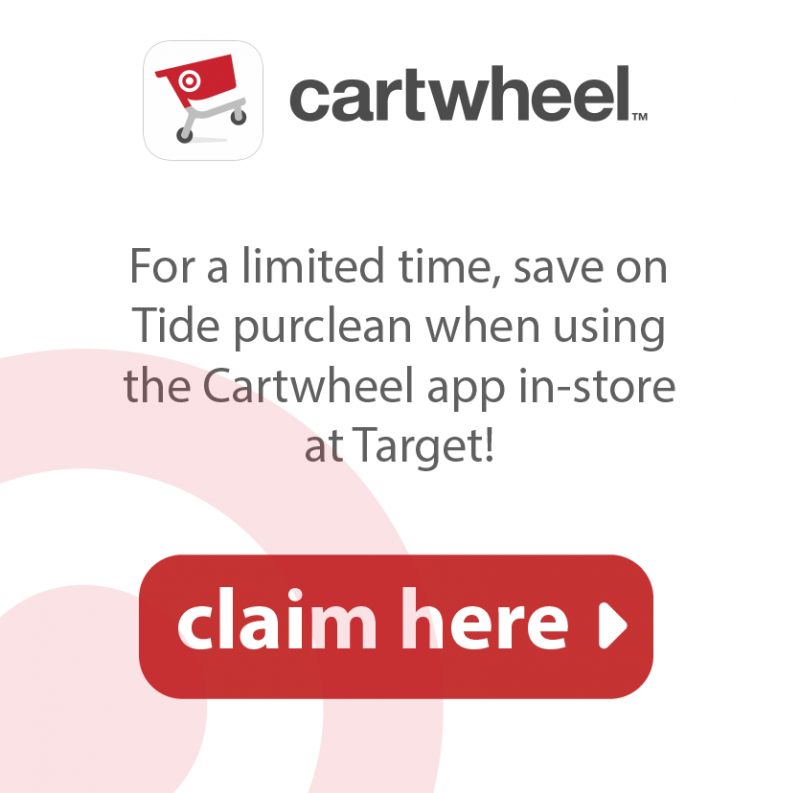 cartwheel™
For a limited time, save on
Tide purclean when using
the Cartwheel app in-store
at Target!
claim here